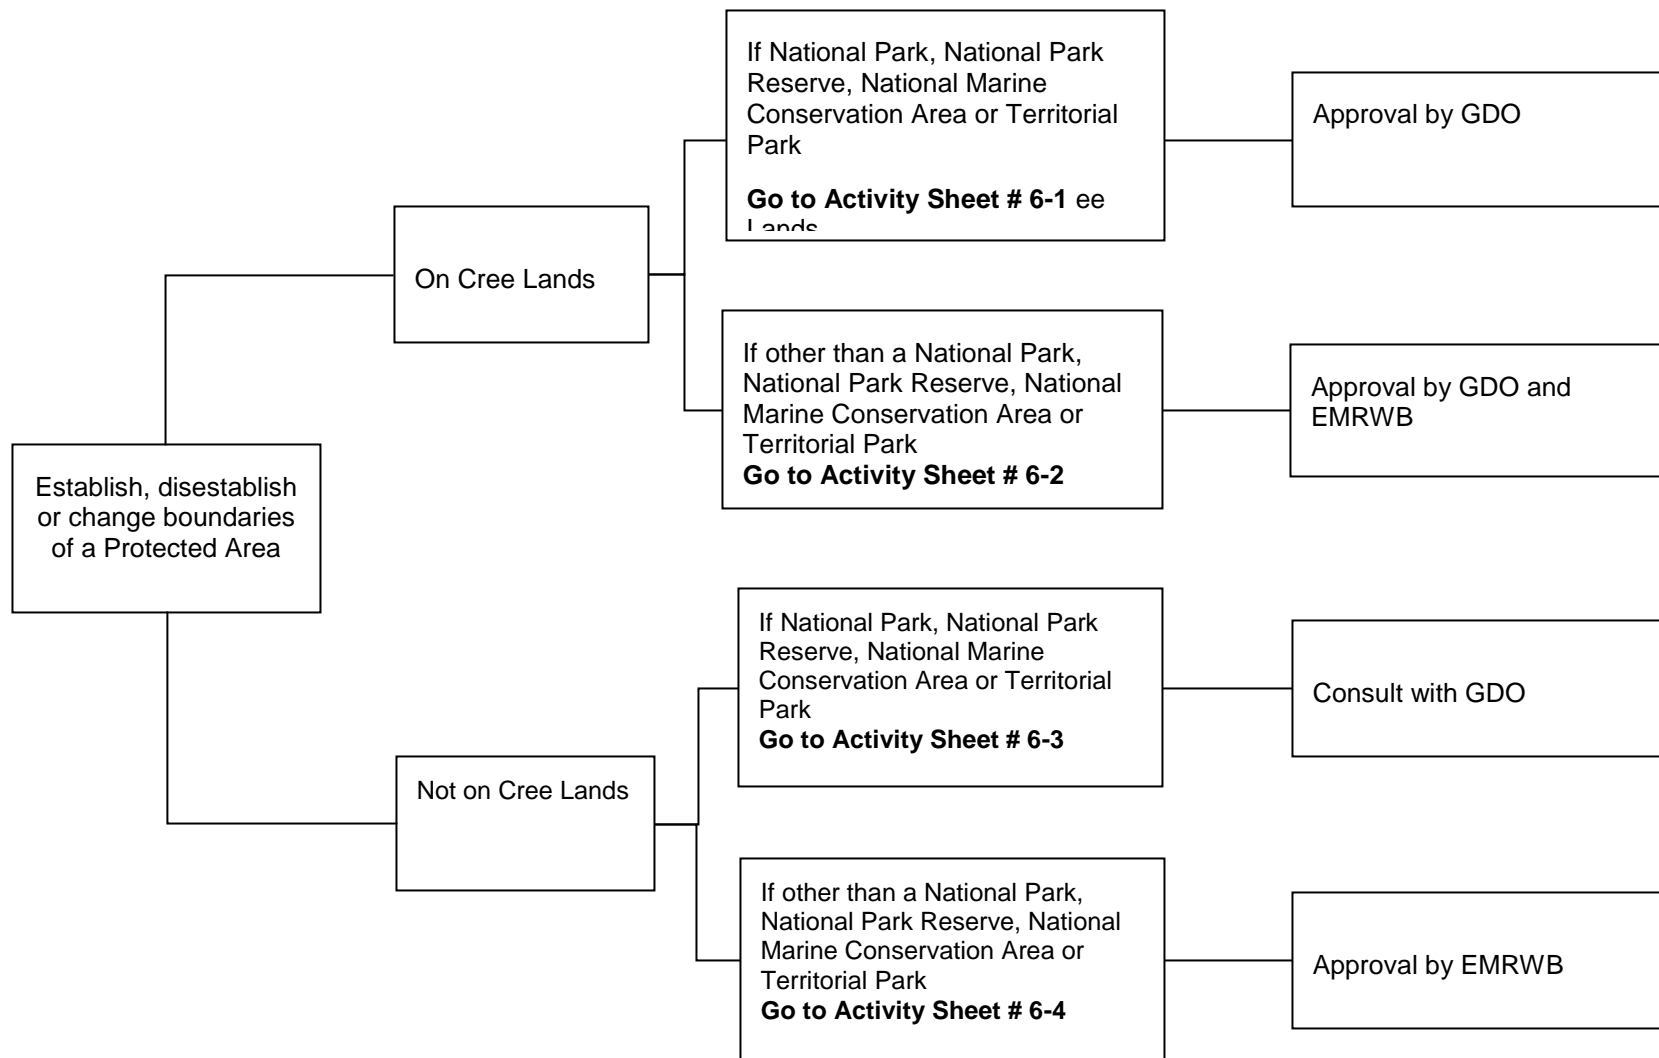 If National Park, National Park
Reserve, National Marine
Conservation Area or Territorial
Park
Go to Activity Sheet # 6-1 ee
Lands
Approval by GDO
On Cree Lands
If other than a National Park,
National Park Reserve, National
Marine Conservation Area or
Territorial Park
Go to Activity Sheet # 6-2
Approval by GDO and
EMRWB
Establish, disestablish
or change boundaries
of a Protected Area
If National Park, National Park
Reserve, National Marine
Conservation Area or Territorial
Park
Go to Activity Sheet # 6-3
Consult with GDO
Not on Cree Lands
If other than a National Park,
National Park Reserve, National
Marine Conservation Area or
Territorial Park
Go to Activity Sheet # 6-4
Approval by EMRWB